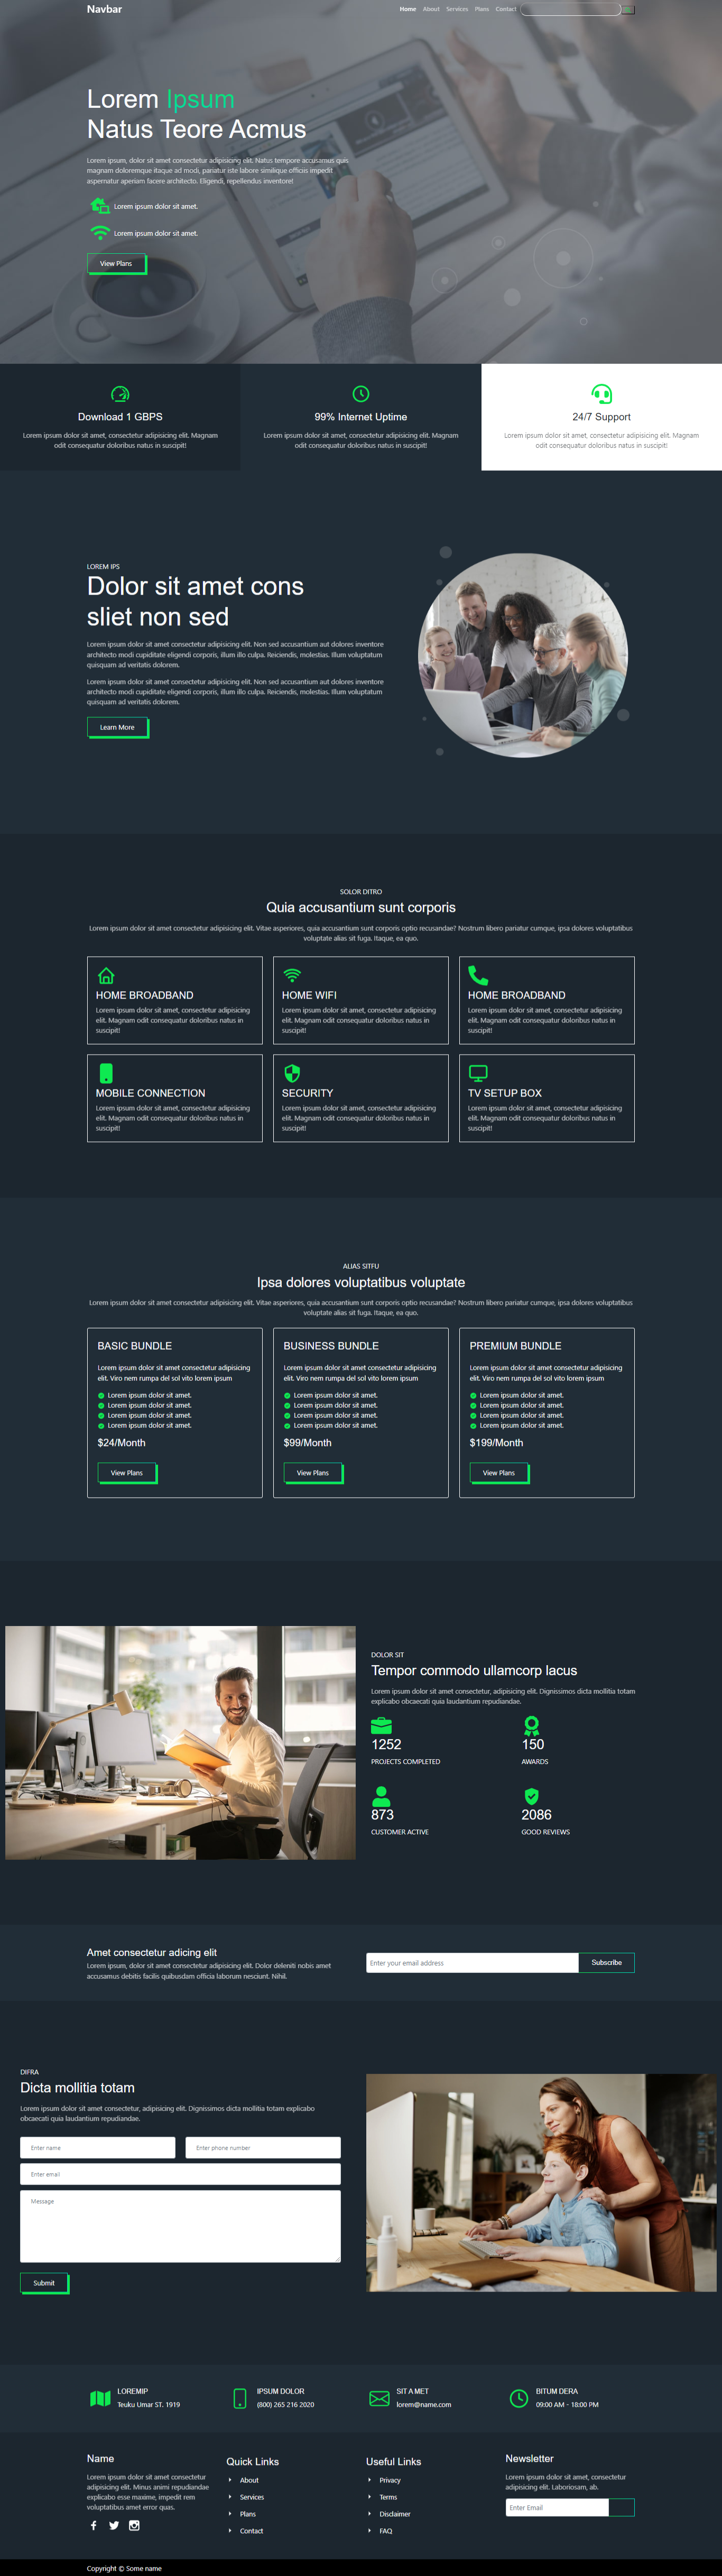 Navbar
Home About Services Plans Contact
Lorem Ipsum
Natus Teore Acmus
Lorem ipsum, dolor sit amet consectetur adipisicing elit. Natus tempore accusamus quis
magnam doloremque itaque ad modi, pariatur iste labore similique officiis impedit
aspernatur aperiam facere architecto. Eligendi, repellendus inventore!
Lorem ipsum dolor sit amet.
Lorem ipsum dolor sit amet.
View Plans
Download 1 GBPS
Lorem ipsum dolor sit amet, consectetur adipisicing elit. Magnam
odit consequatur doloribus natus in suscipit!
99% Internet Uptime
Lorem ipsum dolor sit amet, consectetur adipisicing elit. Magnam
odit consequatur doloribus natus in suscipit!
24/7 Support
Lorem ipsum dolor sit amet, consectetur adipisicing elit. Magnam
odit consequatur doloribus natus in suscipit!
LOREM IPS
Dolor sit amet cons
sliet non sed
Lorem ipsum dolor sit amet consectetur adipisicing elit. Non sed accusantium aut dolores inventore
architecto modi cupiditate eligendi corporis, illum illo culpa. Reiciendis, molestias. Illum voluptatum
quisquam ad veritatis dolorem.
Lorem ipsum dolor sit amet consectetur adipisicing elit. Non sed accusantium aut dolores inventore
architecto modi cupiditate eligendi corporis, illum illo culpa. Reiciendis, molestias. Illum voluptatum
quisquam ad veritatis dolorem.
Learn More
SOLOR DITRO
Quia accusantium sunt corporis
Lorem ipsum dolor sit amet consectetur adipisicing elit. Vitae asperiores, quia accusantium sunt corporis optio recusandae? Nostrum libero pariatur cumque, ipsa dolores voluptatibus
voluptate alias sit fuga. Itaque, ea quo.
HOME BROADBAND
Lorem ipsum dolor sit amet, consectetur adipisicing
elit. Magnam odit consequatur doloribus natus in
suscipit!
HOME WIFI
Lorem ipsum dolor sit amet, consectetur adipisicing
elit. Magnam odit consequatur doloribus natus in
suscipit!
HOME BROADBAND
Lorem ipsum dolor sit amet, consectetur adipisicing
elit. Magnam odit consequatur doloribus natus in
suscipit!
MOBILE CONNECTION
Lorem ipsum dolor sit amet, consectetur adipisicing
elit. Magnam odit consequatur doloribus natus in
suscipit!
SECURITY
Lorem ipsum dolor sit amet, consectetur adipisicing
elit. Magnam odit consequatur doloribus natus in
suscipit!
TV SETUP BOX
Lorem ipsum dolor sit amet, consectetur adipisicing
elit. Magnam odit consequatur doloribus natus in
suscipit!
ALIAS SITFU
Ipsa dolores voluptatibus voluptate
Lorem ipsum dolor sit amet consectetur adipisicing elit. Vitae asperiores, quia accusantium sunt corporis optio recusandae? Nostrum libero pariatur cumque, ipsa dolores voluptatibus
voluptate alias sit fuga. Itaque, ea quo.
BASIC BUNDLE
Lorem ipsum dolor sit amet consectetur adipisicing
elit. Viro nem rumpa del sol vito lorem ipsum
Lorem ipsum dolor sit amet.
Lorem ipsum dolor sit amet.
Lorem ipsum dolor sit amet.
Lorem ipsum dolor sit amet.
$24/Month
View Plans
BUSINESS BUNDLE
Lorem ipsum dolor sit amet consectetur adipisicing
elit. Viro nem rumpa del sol vito lorem ipsum
Lorem ipsum dolor sit amet.
Lorem ipsum dolor sit amet.
Lorem ipsum dolor sit amet.
Lorem ipsum dolor sit amet.
$99/Month
View Plans
PREMIUM BUNDLE
Lorem ipsum dolor sit amet consectetur adipisicing
elit. Viro nem rumpa del sol vito lorem ipsum
Lorem ipsum dolor sit amet.
Lorem ipsum dolor sit amet.
Lorem ipsum dolor sit amet.
Lorem ipsum dolor sit amet.
$199/Month
View Plans
DOLOR SIT
Tempor commodo ullamcorp lacus
Lorem ipsum dolor sit amet consectetur, adipisicing elit. Dignissimos dicta mollitia totam
explicabo obcaecati quia laudantium repudiandae.
1252
PROJECTS COMPLETED
150
AWARDS
873
CUSTOMER ACTIVE
2086
GOOD REVIEWS
Amet consectetur adicing elit
Lorem ipsum, dolor sit amet consectetur adipisicing elit. Dolor deleniti nobis amet
accusamus debitis facilis quibusdam officia laborum nesciunt. Nihil.
Enter your email address
Subscribe
DIFRA
Dicta mollitia totam
Lorem ipsum dolor sit amet consectetur, adipisicing elit. Dignissimos dicta mollitia totam explicabo
obcaecati quia laudantium repudiandae.
Enter name
Enter phone number
Enter email
Message
Submit
LOREMIP
Teuku Umar ST. 1919
IPSUM DOLOR
(800) 265 216 2020
SIT A MET
lorem@name.com
BITUM DERA
09:00 AM - 18:00 PM
Name
Lorem ipsum dolor sit amet consectetur
adipisicing elit. Minus animi repudiandae
explicabo esse maxime, impedit rem
voluptatibus amet error quas.
Quick Links
About
Services
Plans
Contact
Useful Links
Privacy
Terms
Disclaimer
FAQ
Newsletter
Lorem ipsum dolor sit amet, consectetur
adipisicing elit. Laboriosam, ab.
Enter Email
Copyright © Some name